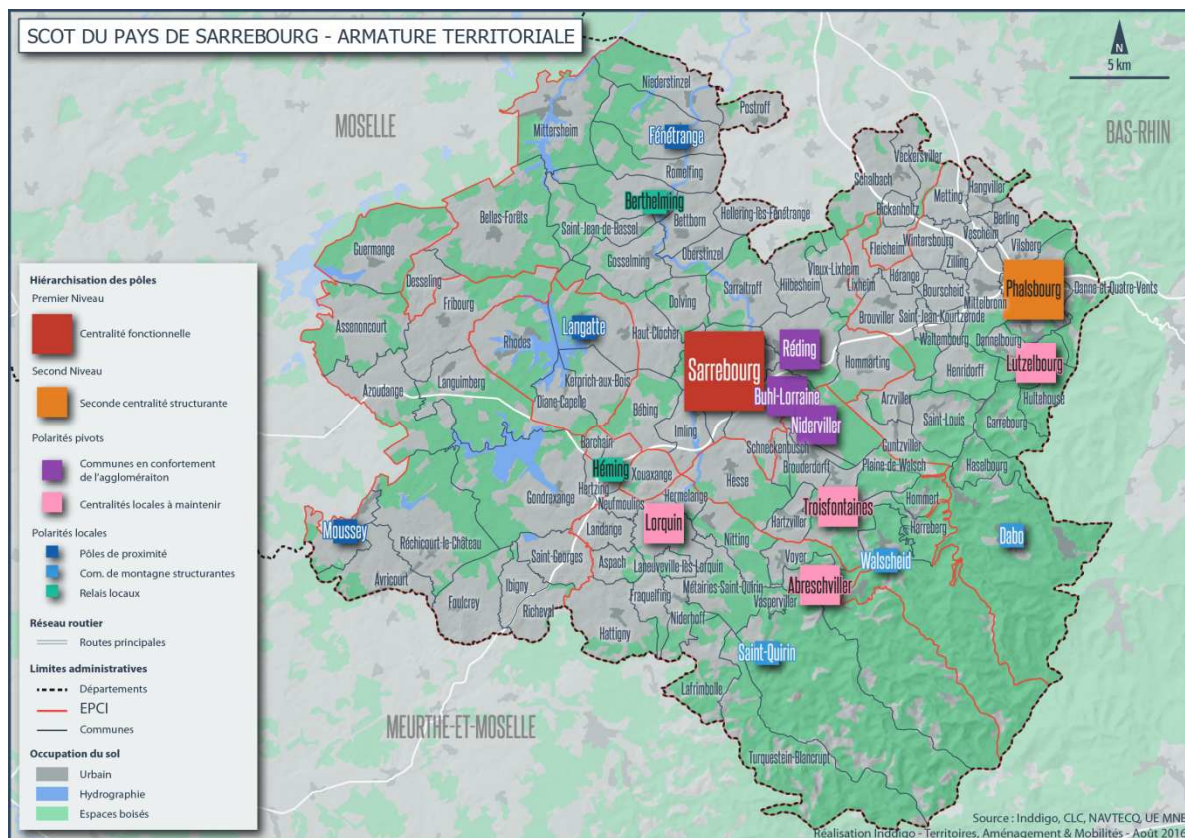 SCOT DU PAYS DE SARREBOURG - ARMATURE TERRITORIALE
N
5 km
MOSELLE
BAS-RHIN
MEURTHE-ET-MOSELLE
Niederstinzel
Postroff
Mittersheim
Fénétrange
Romelfing
Veckersviller
Schalbach
Hangviller
Metting
Berthelming
Bettborn
Hellering-lès-Fénétrange
Bickenholtz
Berling
Vescheim
Belles-Forêts
Saint-Jean-de-Bassel
Fleisheim
Wintersbourg
Vilsberg
Guermange
Gosselming
Oberstinzel
Zilling
Desseling
Vieux-Lixheim
Lixheim
Hérange
Phalsbourg
Danne-et-Quatre-Vents
Fribourg
Sarraltroff
Hilbesheim
Bourscheid
Mittelbronn
Dolving
Brouviller
Saint-Jean-Kourtzerode
Assenoncourt
Langatte
Haut-Clocher
Waltembourg
Dannelbourg
Rhodes
Réding
Hommarting
Lutzelbourg
Sarrebourg
Henridorff
Languimberg
Kerprich-aux-Bois
Azoudange
Buhl-Lorraine
Arzviller
Hultehouse
Diane-Capelle
Bébing
Saint-Louis
Garrebourg
Imling
Niderviller
Barchain
Schneckenbusch
Guntzviller
Brouderdorff
Plaine-de-Walsch
Haselbourg
Héming
Xouaxange
Hesse
Hertzing
Gondrexange
Neufmoulins
Hermelange
Hommert
Troisfontaines
Moussey
Landange
Lorquin
Hartzviller
Harreberg
Dabo
Réchicourt-le-Château
Nitting
Saint-Georges
Aspach
Laneuveville-lès-Lorquin
Voyer
Walscheid
Avricourt
Ibigny
Métairies-Saint-Quirin
Abreschviller
Foulcrey
Fraquelfing
Vasperviller
Richeval
Niderhoff
Hattigny
Saint-Quirin
Lafrimbolle
Turquestein-Blancrupt
Hiérarchisation des pôles
Premier Niveau
Centralité fonctionnelle
Second Niveau
Seconde centralité structurante
Polarités pivots
Communes en confortement
de l'aggloméraiton
Centralités locales à maintenir
Polarités locales
Pôles de proximité
Com. de montagne structurantes
Relais locaux
Réseau routier
Routes principales
Limites administratives
Départements
EPCI
Communes
Occupation du sol
Urbain
Hydrographie
Espaces boisés
Source : Inddigo, CLC, NAVTECQ, UE MNE
Réalisation Inddigo - Territoires, Aménagement & Mobilités - Août 2016